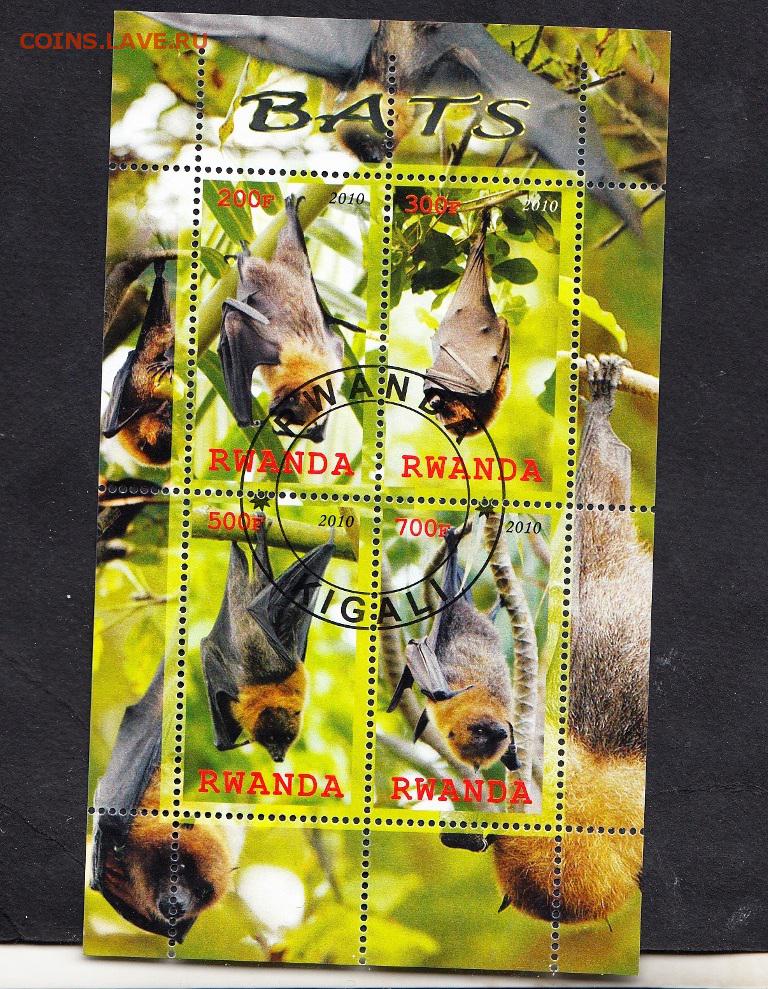 COINS.LAVE.RU
BATS
200F 2010
300F 2010
RWANDA
RWANDA
RWANDA
500F 2010
700F 2010
KIGALI
RWANDA
RWANDA